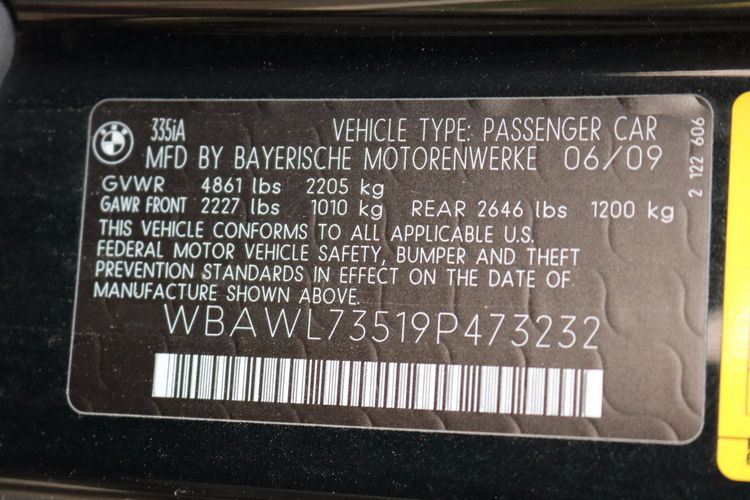 335iA
VEHICLE TYPE: PASSENGER CAR
MFD BY BAYERISCHE MOTORENWERKE 06/09
GVWR 4861 lbs 2205 kg
GAWR FRONT 2227 lbs 1010 kg REAR 2646 lbs 1200 kg
THIS VEHICLE CONFORMS TO ALL APPLICABLE U.S.
FEDERAL MOTOR VEHICLE SAFETY, BUMPER AND THEFT
PREVENTION STANDARDS IN EFFECT ON THE DATE OF
MANUFACTURE SHOWN ABOVE.
WBAWL73519P473232
2 122 606